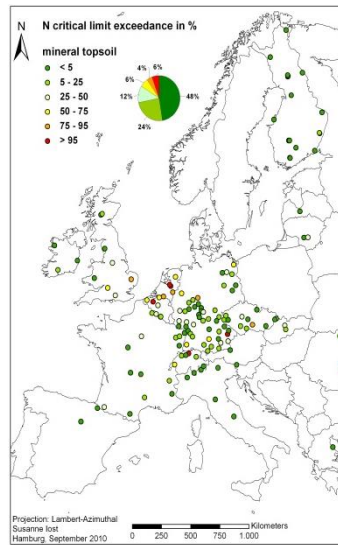 N
N critical limit exceedance in %
mineral topsoil
< 5
5 - 25
25 - 50
50 - 75
75 - 95
> 95
4%
6%
6%
12%
48%
24%
Projection: Lambert-Azimuthal
Susanne Iost
Hamburg, September 2010
Kilometers
0 250 500 750 1.000